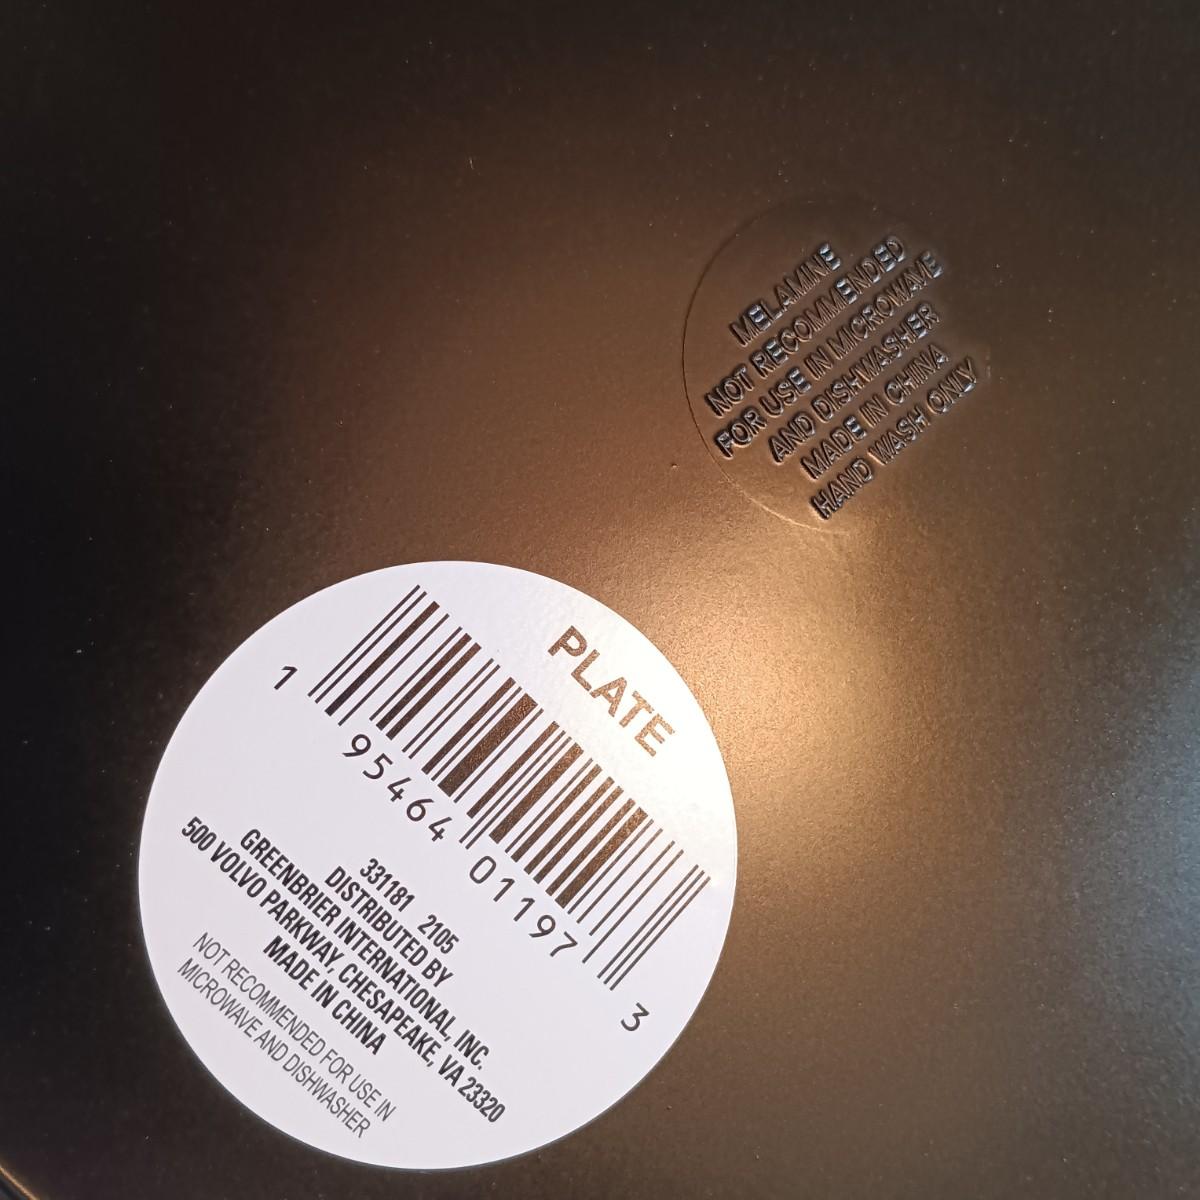 MELAMINE
NOT RECOMMENDED
FOR USE IN MICROWAVE
AND DISHWASHER
MADE IN CHINA
HAND WASH ONLY
PLATE
1 95464 01197 3
331181 2105
DISTRIBUTED BY
GREENBRIER INTERNATIONAL, INC.
500 VOLVO PARKWAY, CHESAPEAKE, VA 23320
MADE IN CHINA
NOT RECOMMENDED FOR USE IN
MICROWAVE AND DISHWASHER